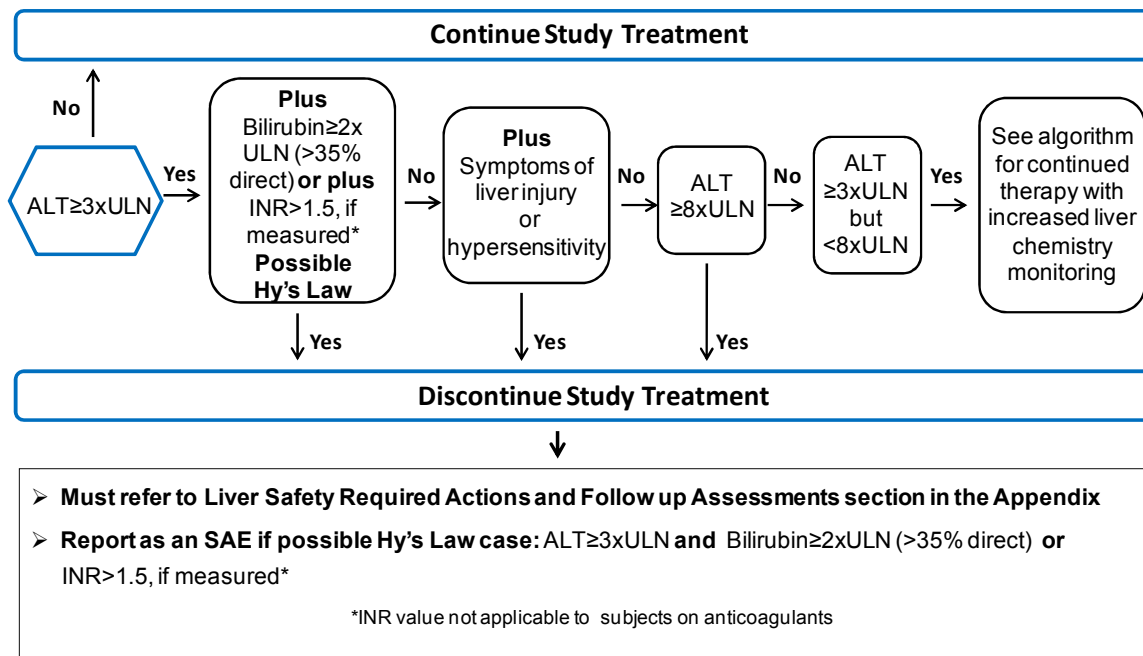 Continue Study Treatment
No
ALT≥3xULN
Yes
Plus
Bilirubin≥2x
ULN (>35%
direct) or plus
INR>1.5, if
measured*
Possible
Hy's Law
No
Yes
Plus
Symptoms of
liver injury
or
hypersensitivity
No
Yes
ALT
≥8xULN
No
Yes
ALT
≥3xULN
but
<8xULN
Yes
See algorithm
for continued
therapy with
increased liver
chemistry
monitoring
Discontinue Study Treatment
➢ Must refer to Liver Safety Required Actions and Follow up Assessments section in the Appendix
➢ Report as an SAE if possible Hy's Law case: ALT≥3xULN and Bilirubin≥2xULN (>35% direct) or
INR>1.5, if measured*
*INR value not applicable to subjects on anticoagulants